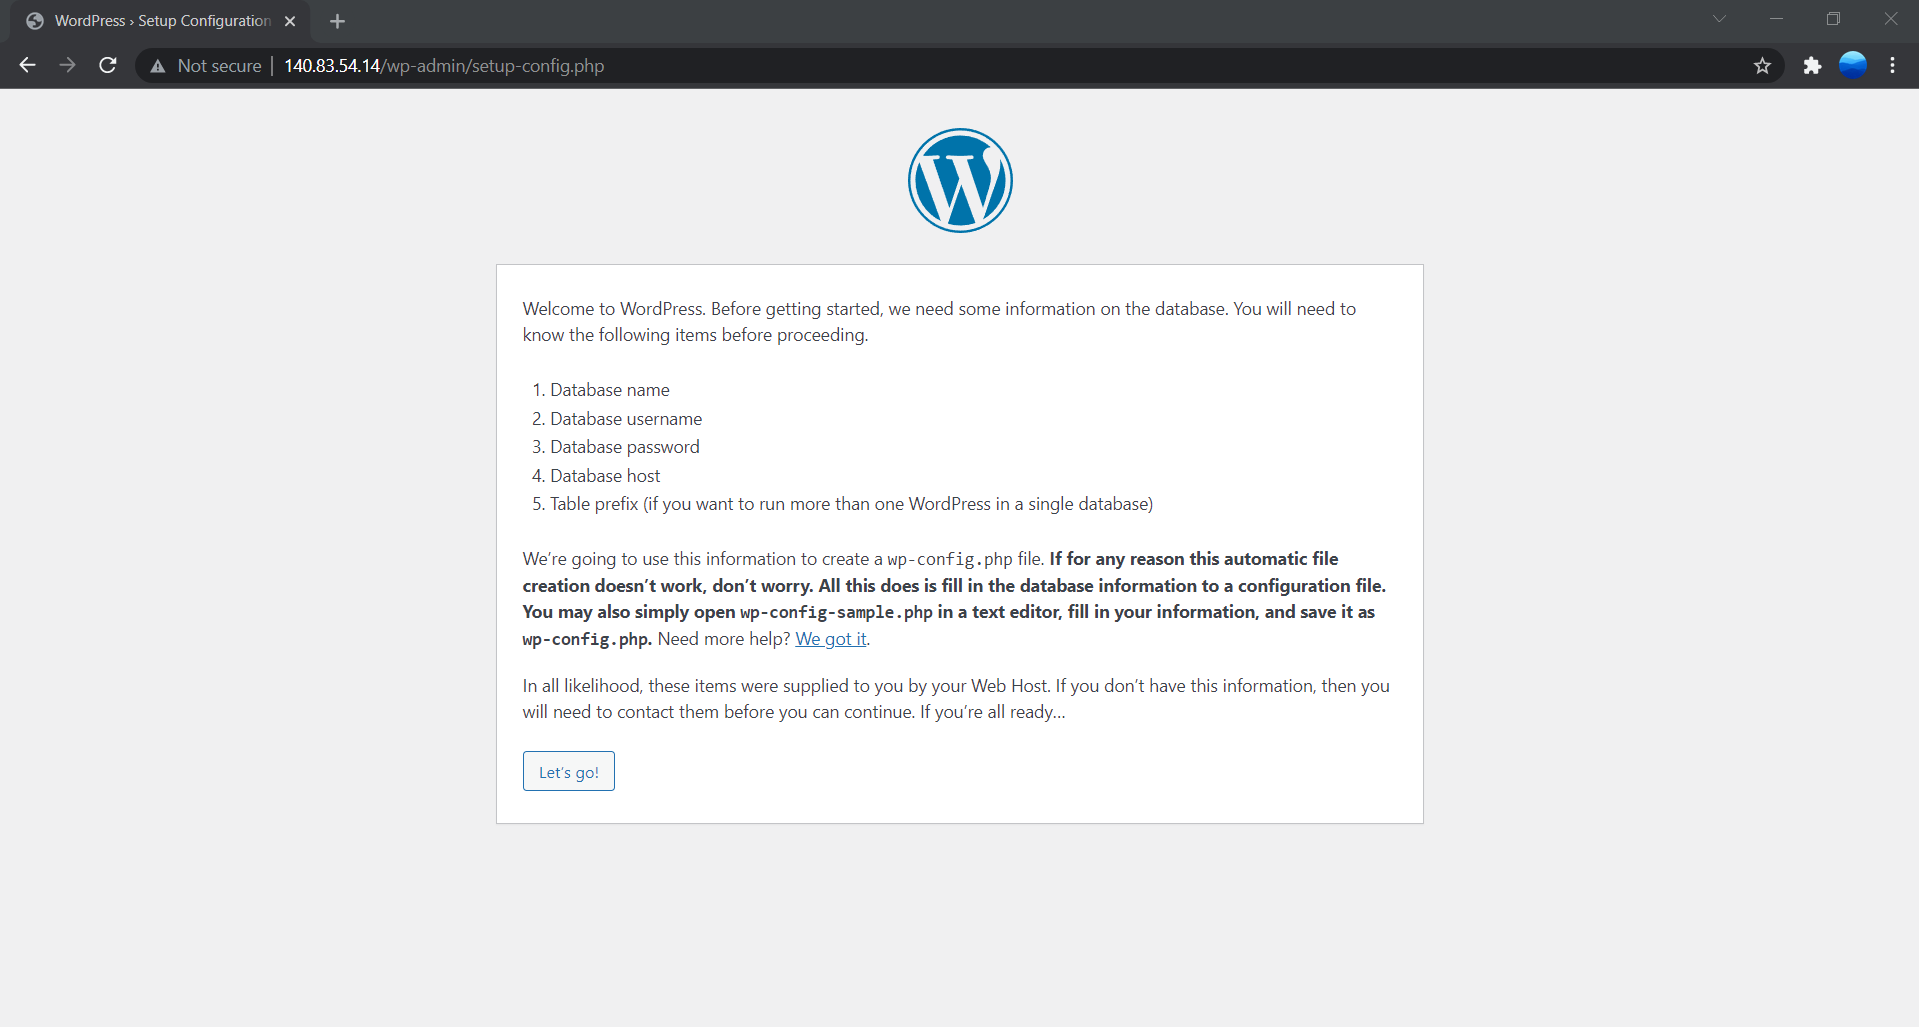 WordPress › Setup Configuration
Not secure | 140.83.54.14/wp-admin/setup-config.php
Welcome to WordPress. Before getting started, we need some information on the database. You will need to
know the following items before proceeding.
1. Database name
2. Database username
3. Database password
4. Database host
5. Table prefix (if you want to run more than one WordPress in a single database)
We’re going to use this information to create a wp-config.php file. If for any reason this automatic file
creation doesn’t work, don’t worry. All this does is fill in the database information to a configuration file.
You may also simply open wp-config-sample.php in a text editor, fill in your information, and save it as
wp-config.php. Need more help? We got it.
In all likelihood, these items were supplied to you by your Web Host. If you don’t have this information, then you
will need to contact them before you can continue. If you’re all ready…
Let’s go!